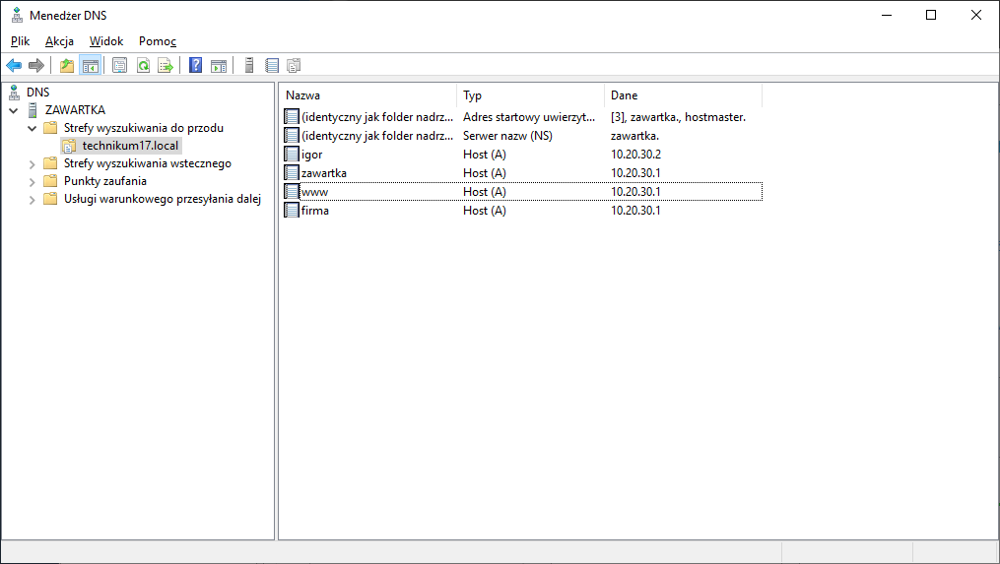 Menedżer DNS
Plik Akcja Widok Pomoc
DNS
ZAWARTKA
Strefy wyszukiwania do przodu
technikum17.local
Strefy wyszukiwania wstecznego
Punkty zaufania
Usługi warunkowego przesyłania dalej
Nazwa Typ Dane
(identyczny jak folder nadrz... Adres startowy uwierzyt... [3], zawartka., hostmaster.
(identyczny jak folder nadrz... Serwer nazw (NS) zawartka.
igor Host (A) 10.20.30.2
zawartka Host (A) 10.20.30.1
www Host (A) 10.20.30.1
firma Host (A) 10.20.30.1